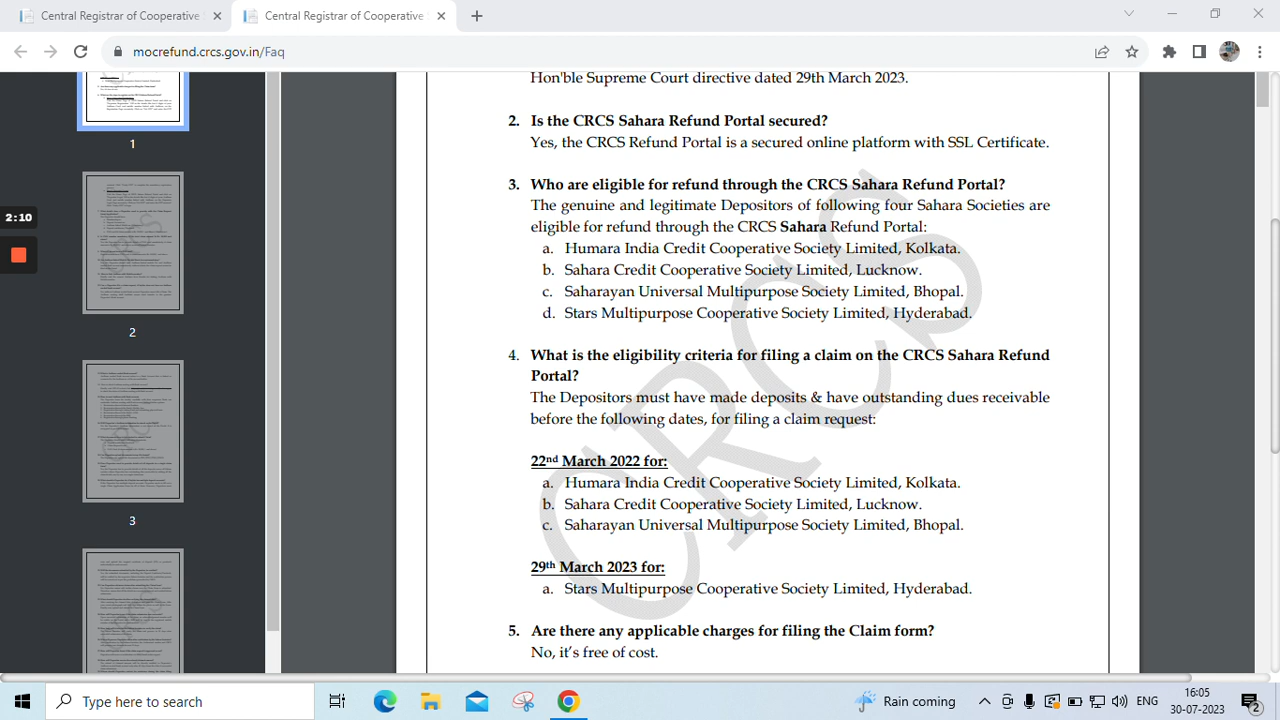 Central Registrar of Cooperative
Central Registrar of Cooperative
mocrefund.crcs.gov.in/Faq
Hon'ble Supreme Court directive dated 29th March 2023.
2. Is the CRCS Sahara Refund Portal secured?
Yes, the CRCS Refund Portal is a secured online platform with SSL Certificate.
3. Who are eligible for refund through the CRCS Sahara Refund Portal?
The genuine and legitimate Depositors of following four Sahara Societies are
eligible for refund through the CRCS Sahara Refund Portal.
a. Humara India Credit Cooperative Society Limited, Kolkata.
b. Sahara Credit Cooperative Society Limited, Lucknow.
c. Saharayan Universal Multipurpose Society Limited, Bhopal.
d. Stars Multipurpose Cooperative Society Limited, Hyderabad.
4. What is the eligibility criteria for filing a claim on the CRCS Sahara Refund
Portal?
The Depositors must have made deposits & have outstanding dues receivable
before the following dates, for filing a claim request:
22nd March 2022 for:
a. Humara India Credit Cooperative Society Limited, Kolkata.
b. Sahara Credit Cooperative Society Limited, Lucknow.
c. Saharayan Universal Multipurpose Society Limited, Bhopal.
29th March 2023 for:
a. Stars Multipurpose Cooperative Society Limited, Hyderabad.
5. Are there any applicable charges for filing the Claim form?
No, it's free of cost.
CRCS
1
2:10
2
3
Type here to search
Rain coming
ENG
16:05
30-07-2023
2